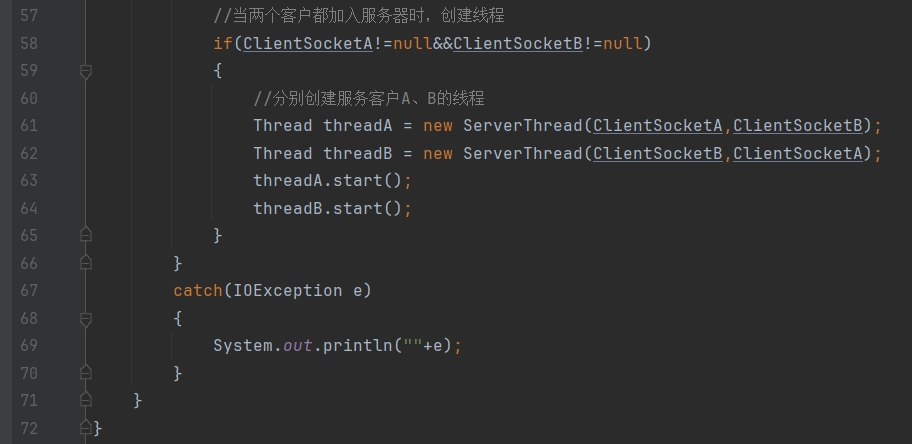 57 //当两个客户都加入服务器时，创建线程
58 if(ClientSocketA!=null&&ClientSocketB!=null)
59 {
60 //分别创建服务客户A、B的线程
61 Thread threadA = new ServerThread(ClientSocketA,ClientSocketB);
62 Thread threadB = new ServerThread(ClientSocketB,ClientSocketA);
63 threadA.start();
64 threadB.start();
65 }
66 }
67 catch(IOException e)
68 {
69 System.out.println(""+e);
70 }
71 }
72 }